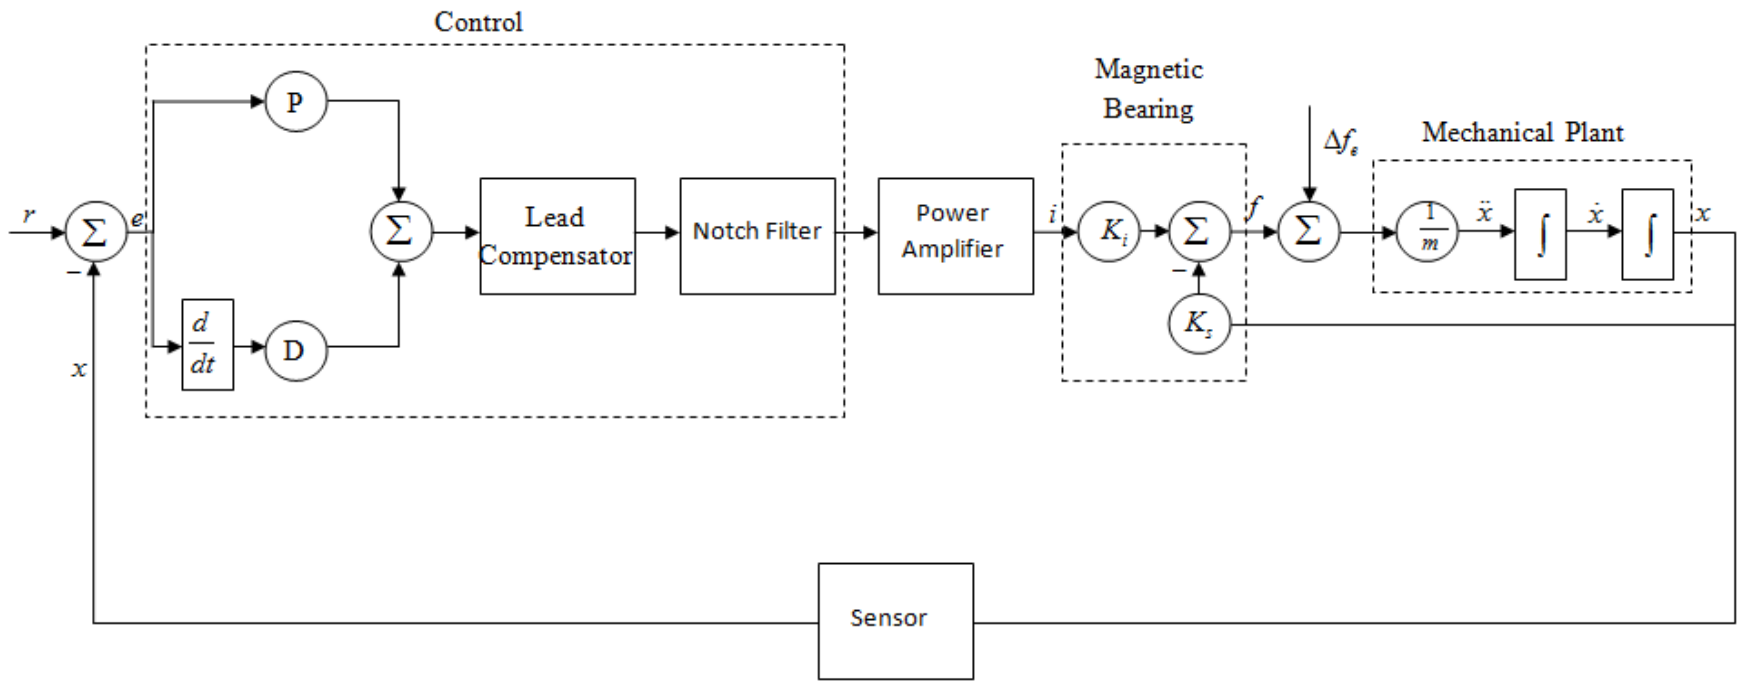 Control
Magnetic
Bearing
Mechanical Plant
P
Δfₑ
r
Σ
e
Σ
Lead
Compensator
Notch Filter
Power
Amplifier
i
Kᵢ
Σ
f
Σ
1
m
ẍ
∫
ẋ
∫
x
−
−
d
dt
D
Kₛ
x
Sensor